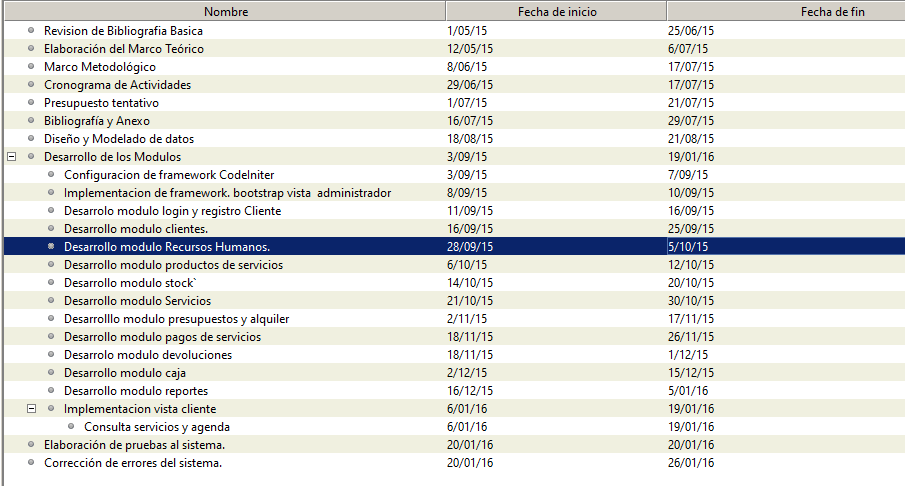 Nombre Fecha de inicio Fecha de fin
Revision de Bibliografia Basica 1/05/15 25/06/15
Elaboración del Marco Teórico 12/05/15 6/07/15
Marco Metodológico 8/06/15 17/07/15
Cronograma de Actividades 29/06/15 17/07/15
Presupuesto tentativo 1/07/15 21/07/15
Bibliografía y Anexo 16/07/15 29/07/15
Diseño y Modelado de datos 18/08/15 21/08/15
Desarrollo de los Modulos 3/09/15 19/01/16
Configuracion de framework CodeIniter 3/09/15 7/09/15
Implementacion de framework. bootstrap vista administrador 8/09/15 10/09/15
Desarrolo modulo login y registro Cliente 11/09/15 16/09/15
Desarrollo modulo clientes. 16/09/15 25/09/15
Desarrollo modulo Recursos Humanos. 28/09/15 5/10/15
Desarrollo modulo productos de servicios 6/10/15 12/10/15
Desarrollo modulo stock` 14/10/15 20/10/15
Desarrollo modulo Servicios 21/10/15 30/10/15
Desarrolllo modulo presupuestos y alquiler 2/11/15 17/11/15
Desarrollo modulo pagos de servicios 18/11/15 26/11/15
Desarrolo modulo devoluciones 18/11/15 1/12/15
Desarrollo modulo caja 2/12/15 15/12/15
Desarrollo modulo reportes 16/12/15 5/01/16
Implementacion vista cliente 6/01/16 19/01/16
Consulta servicios y agenda 6/01/16 19/01/16
Elaboración de pruebas al sistema. 20/01/16 20/01/16
Corrección de errores del sistema. 20/01/16 26/01/16